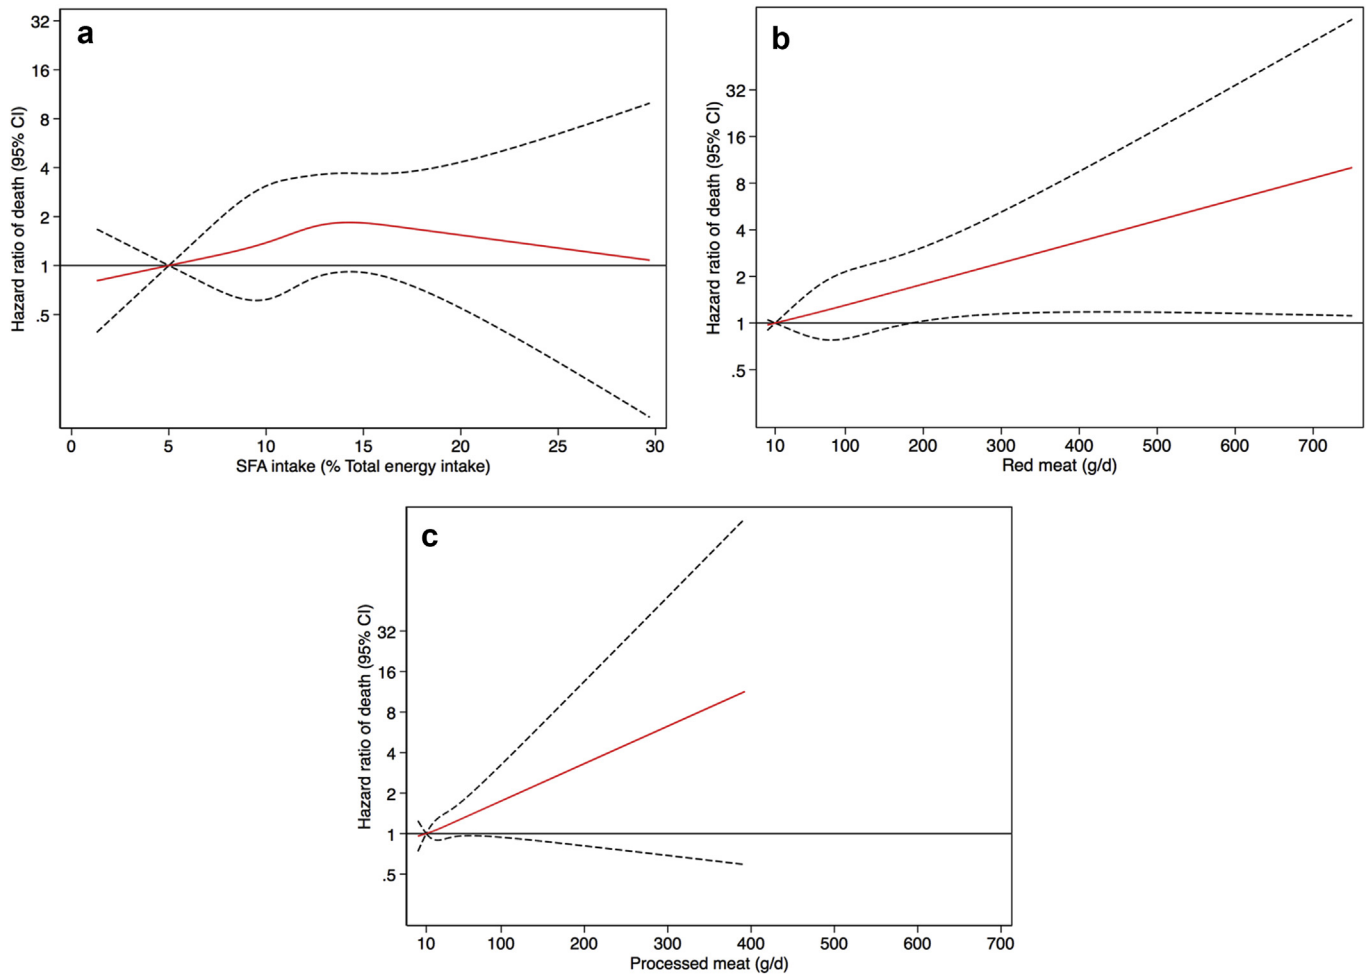 a
Hazard ratio of death (95% CI)
32
16
8
4
2
1
.5
0 5 10 15 20 25 30
SFA intake (% Total energy intake)
b
Hazard ratio of death (95% CI)
32
16
8
4
2
1
.5
10 100 200 300 400 500 600 700
Red meat (g/d)
c
Hazard ratio of death (95% CI)
32
16
8
4
2
1
.5
10 100 200 300 400 500 600 700
Processed meat (g/d)